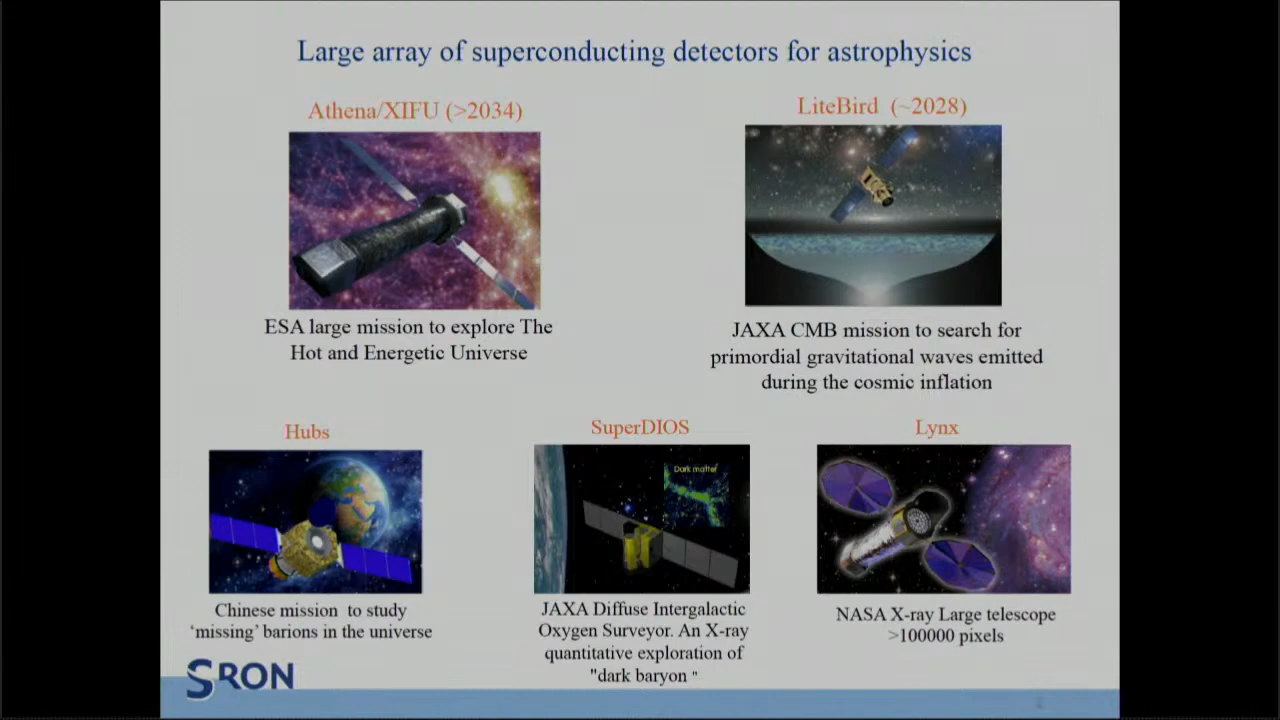 Large array of superconducting detectors for astrophysics
Athena/XIFU (>2034)
LiteBird (~2028)
ESA large mission to explore The
Hot and Energetic Universe
JAXA CMB mission to search for
primordial gravitational waves emitted
during the cosmic inflation
Hubs
SuperDIOS
Lynx
Dark matter
Chinese mission to study
‘missing’ barions in the universe
JAXA Diffuse Intergalactic
Oxygen Surveyor. An X-ray
quantitative exploration of
"dark baryon "
NASA X-ray Large telescope
>100000 pixels
SRON
2